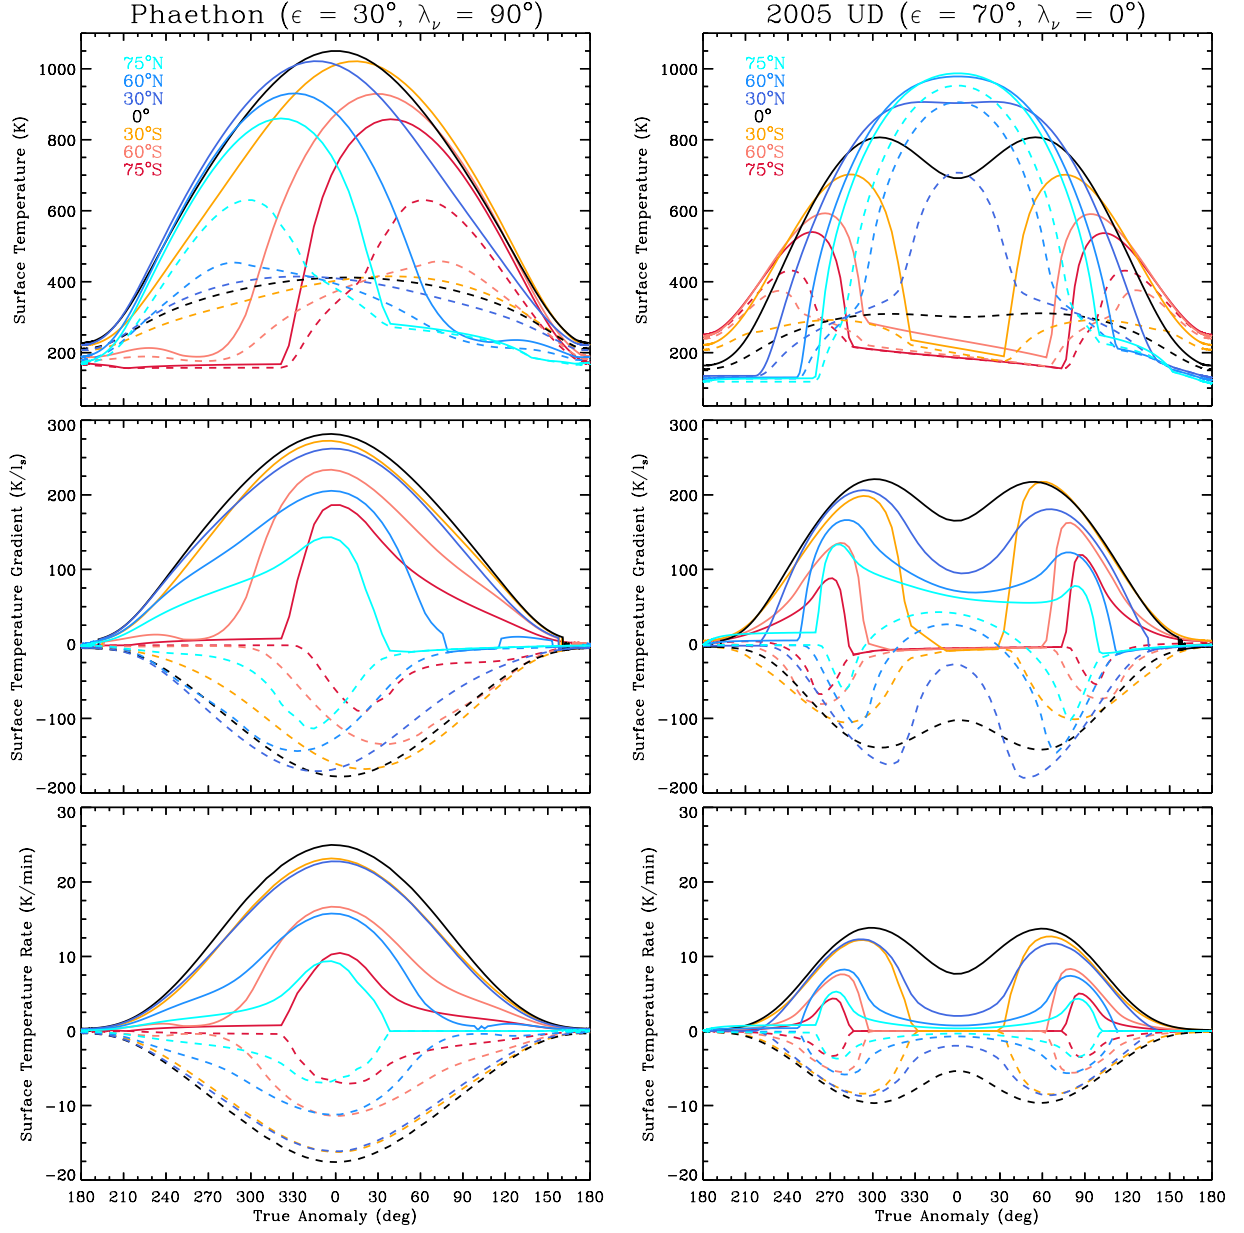 Phaethon (ϵ = 30°, λν = 90°)
2005 UD (ϵ = 70°, λν = 0°)
Surface Temperature (K)
1000
800
600
400
200
75°N
60°N
30°N
0°
30°S
60°S
75°S
Surface Temperature (K)
1000
800
600
400
200
75°N
60°N
30°N
0°
30°S
60°S
75°S
Surface Temperature Gradient (K/ls)
300
200
100
0
-100
-200
Surface Temperature Gradient (K/ls)
300
200
100
0
-100
-200
Surface Temperature Rate (K/min)
30
20
10
0
-10
-20
180 210 240 270 300 330 0 30 60 90 120 150 180
True Anomaly (deg)
Surface Temperature Rate (K/min)
30
20
10
0
-10
-20
180 210 240 270 300 330 0 30 60 90 120 150 180
True Anomaly (deg)